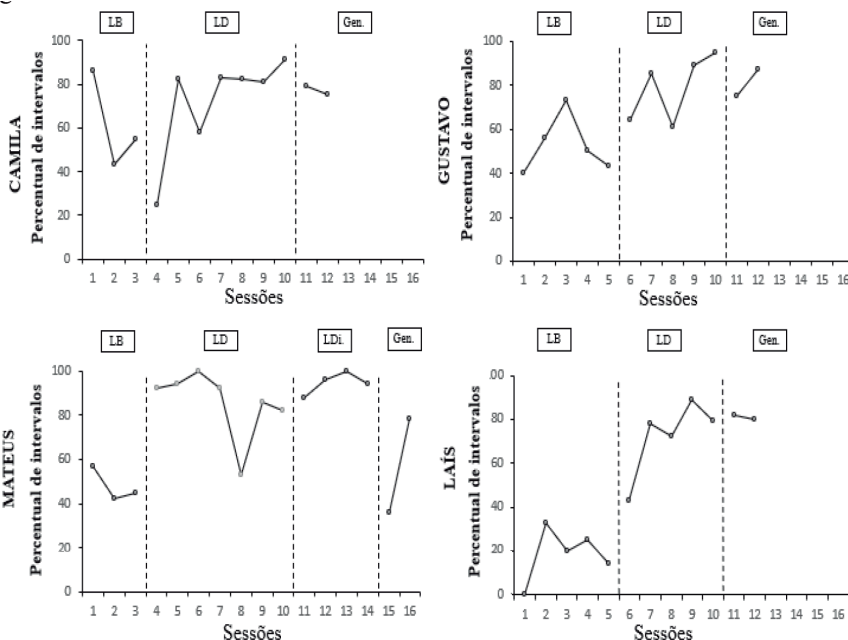 LB LD Gen.
CAMILA
Percentual de intervalos
100
80
60
40
20
0
1 2 3 4 5 6 7 8 9 10 11 12 13 14 15 16
Sessões
LB LD Gen.
GUSTAVO
Percentual de intervalos
100
80
60
40
20
0
1 2 3 4 5 6 7 8 9 10 11 12 13 14 15 16
Sessões
LB LD LDi. Gen.
MATEUS
Percentual de intervalos
100
80
60
40
20
0
1 2 3 4 5 6 7 8 9 10 11 12 13 14 15 16
Sessões
LB LD Gen.
LAÍS
Percentual de intervalos
00
80
60
40
20
0
1 2 3 4 5 6 7 8 9 10 11 12 13 14 15 16
Sessões